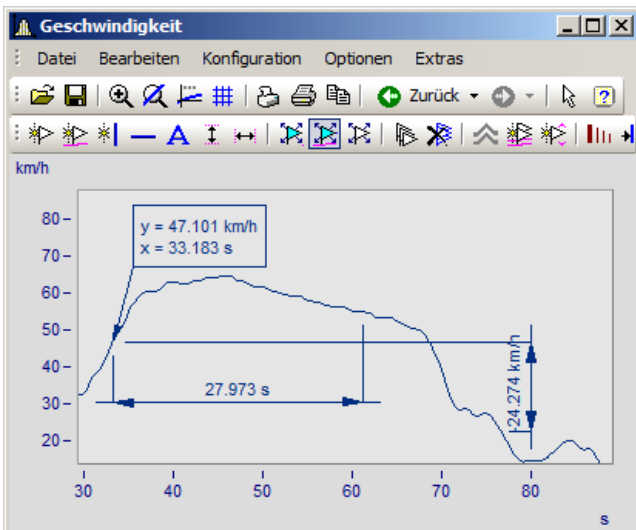 Geschwindigkeit
Datei Bearbeiten Konfiguration Optionen Extras
Zurück
km/h
y = 47.101 km/h
x = 33.183 s
80
70
60
50
40
30
20
27.973 s
-24.274 km/h
30 40 50 60 70 80
s